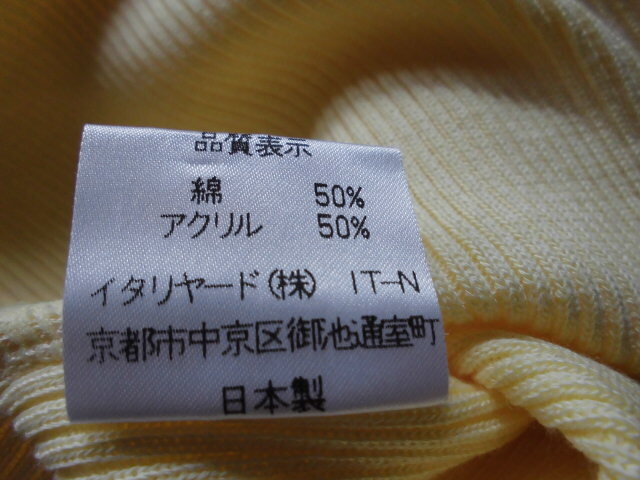 品質表示
綿 50%
アクリル 50%
イタリヤード(株) IT-N
京都市中京区御池通室町
日本製